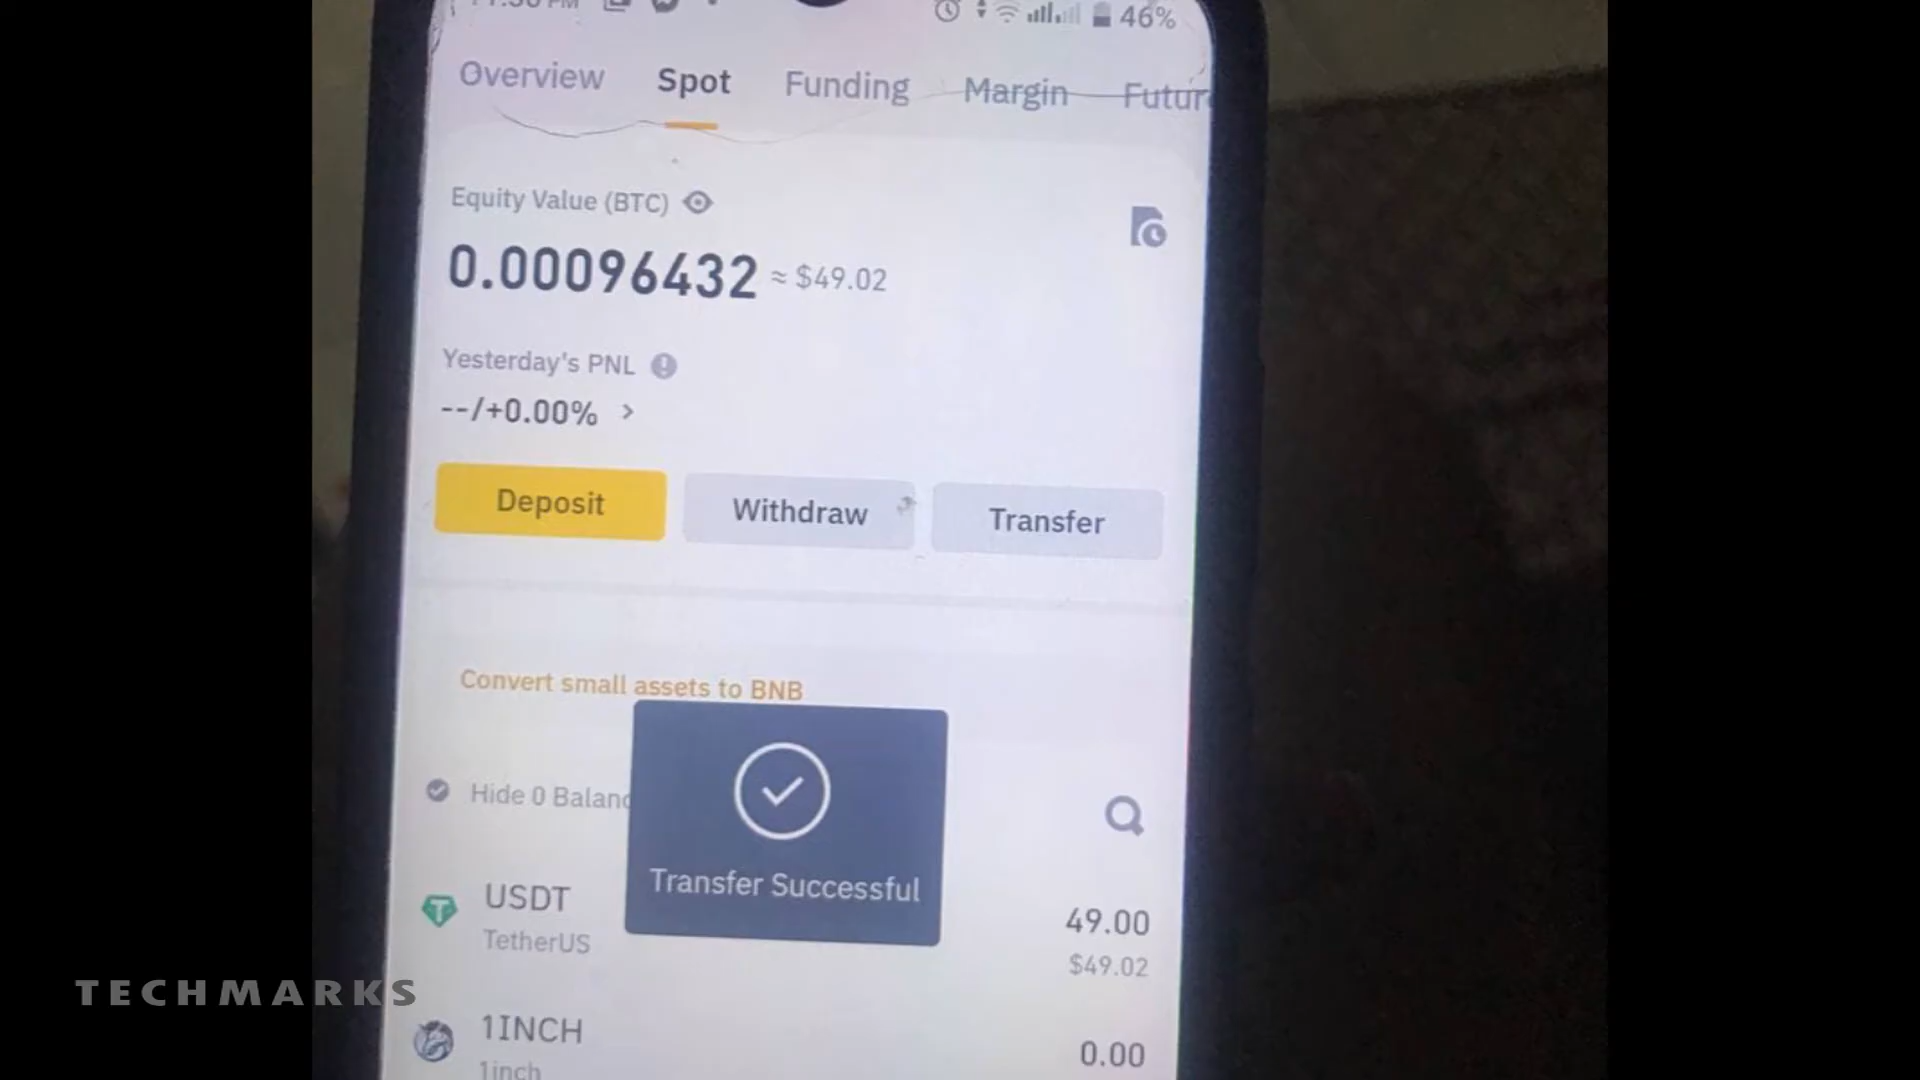 46%
Overview Spot Funding Margin Futur
Equity Value (BTC)
0.00096432 ≈ $49.02
Yesterday's PNL
--/+0.00% >
Deposit Withdraw Transfer
Convert small assets to BNB
Hide 0 Balanc
Transfer Successful
USDT 49.00
TetherUS $49.02
1INCH 0.00
1inch
TECHMARKS